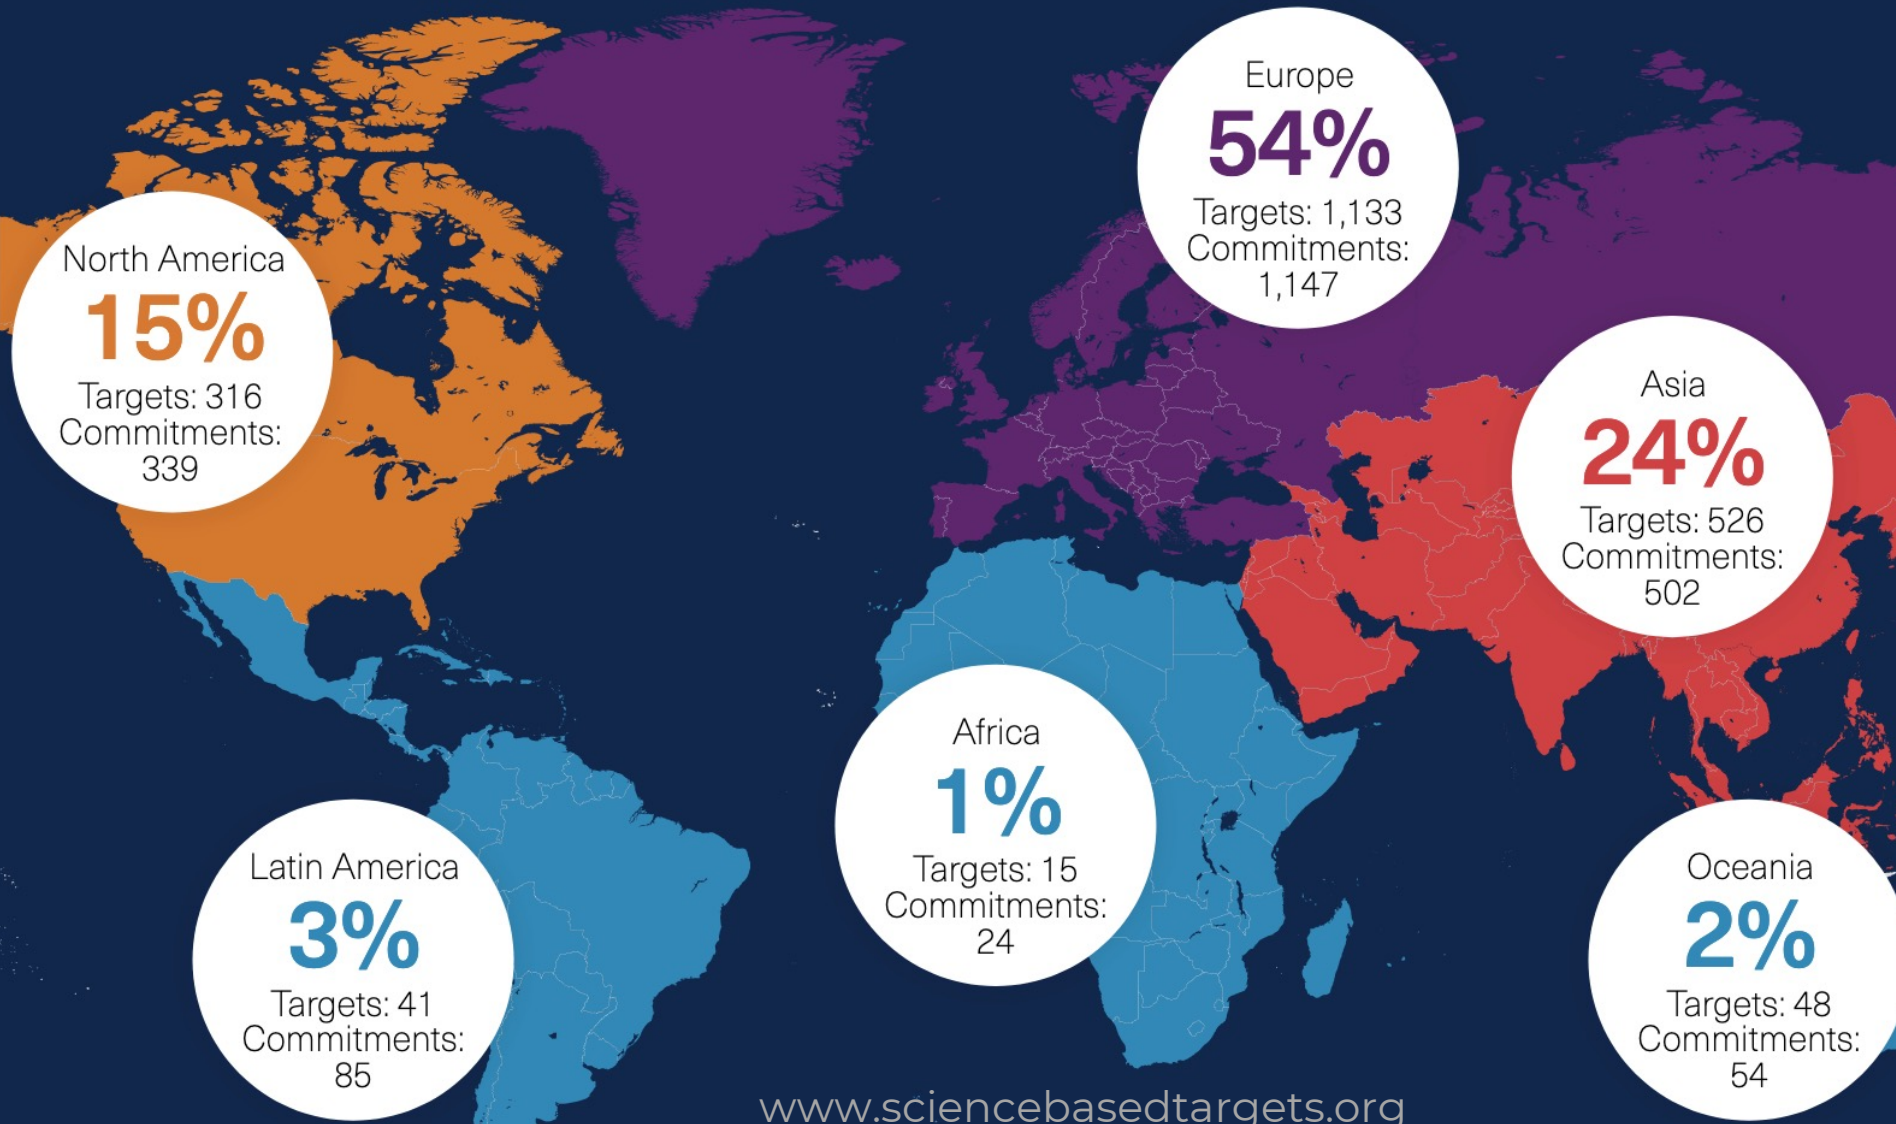 Europe
54%
Targets: 1,133
Commitments:
1,147
North America
15%
Targets: 316
Commitments:
339
Asia
24%
Targets: 526
Commitments:
502
Africa
1%
Targets: 15
Commitments:
24
Latin America
3%
Targets: 41
Commitments:
85
Oceania
2%
Targets: 48
Commitments:
54
www.sciencebasedtargets.org